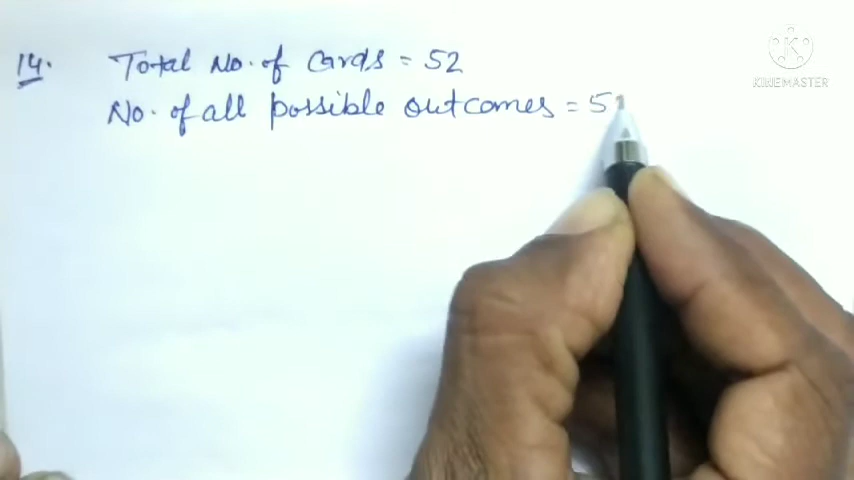 14. Total No. of Cards = 52
No. of all possible outcomes = 5
KINEMASTER